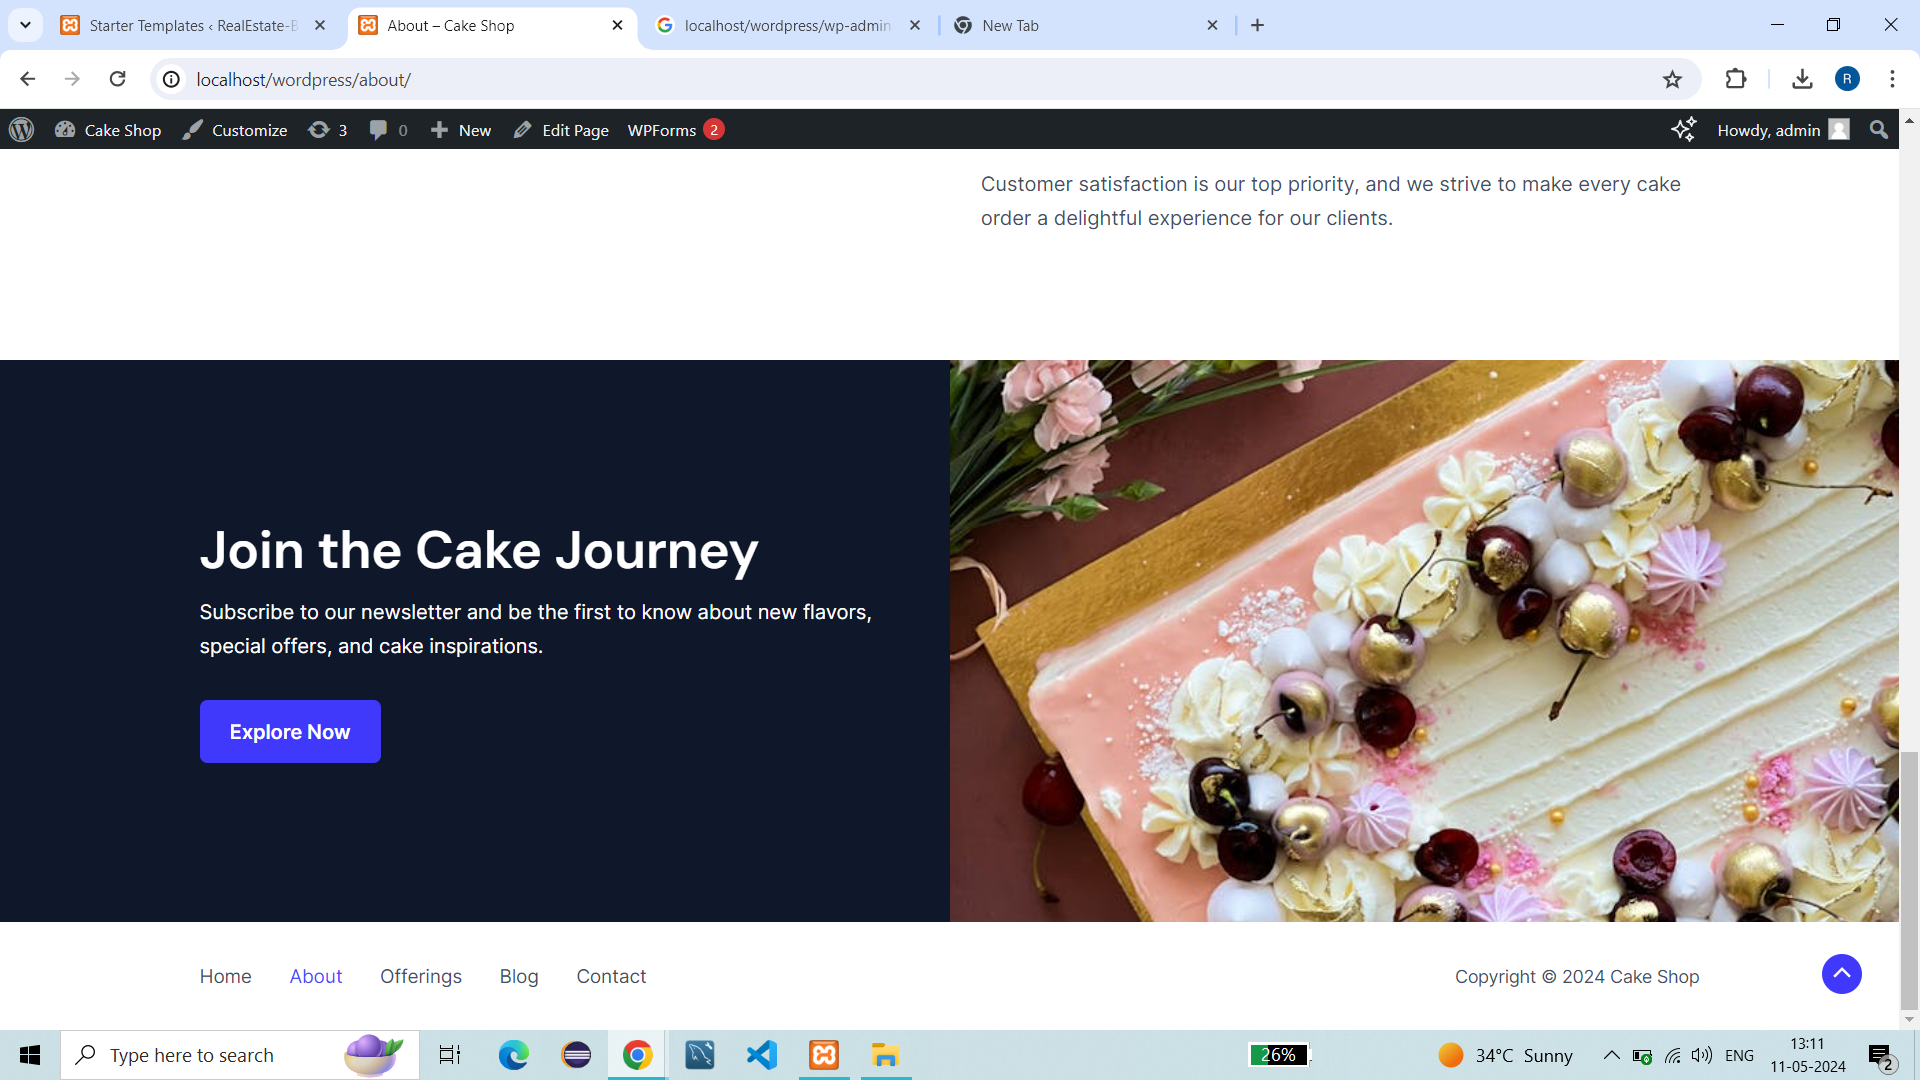 Starter Templates ‹ RealEstate-B
About – Cake Shop
localhost/wordpress/wp-admin
New Tab
localhost/wordpress/about/
R
Cake Shop
Customize
3
0
New
Edit Page
WPForms 2
Howdy, admin
Customer satisfaction is our top priority, and we strive to make every cake
order a delightful experience for our clients.
Join the Cake Journey
Subscribe to our newsletter and be the first to know about new flavors,
special offers, and cake inspirations.
Explore Now
Home
About
Offerings
Blog
Contact
Copyright © 2024 Cake Shop
Type here to search
26%
34°C Sunny
ENG
13:11
11-05-2024
2